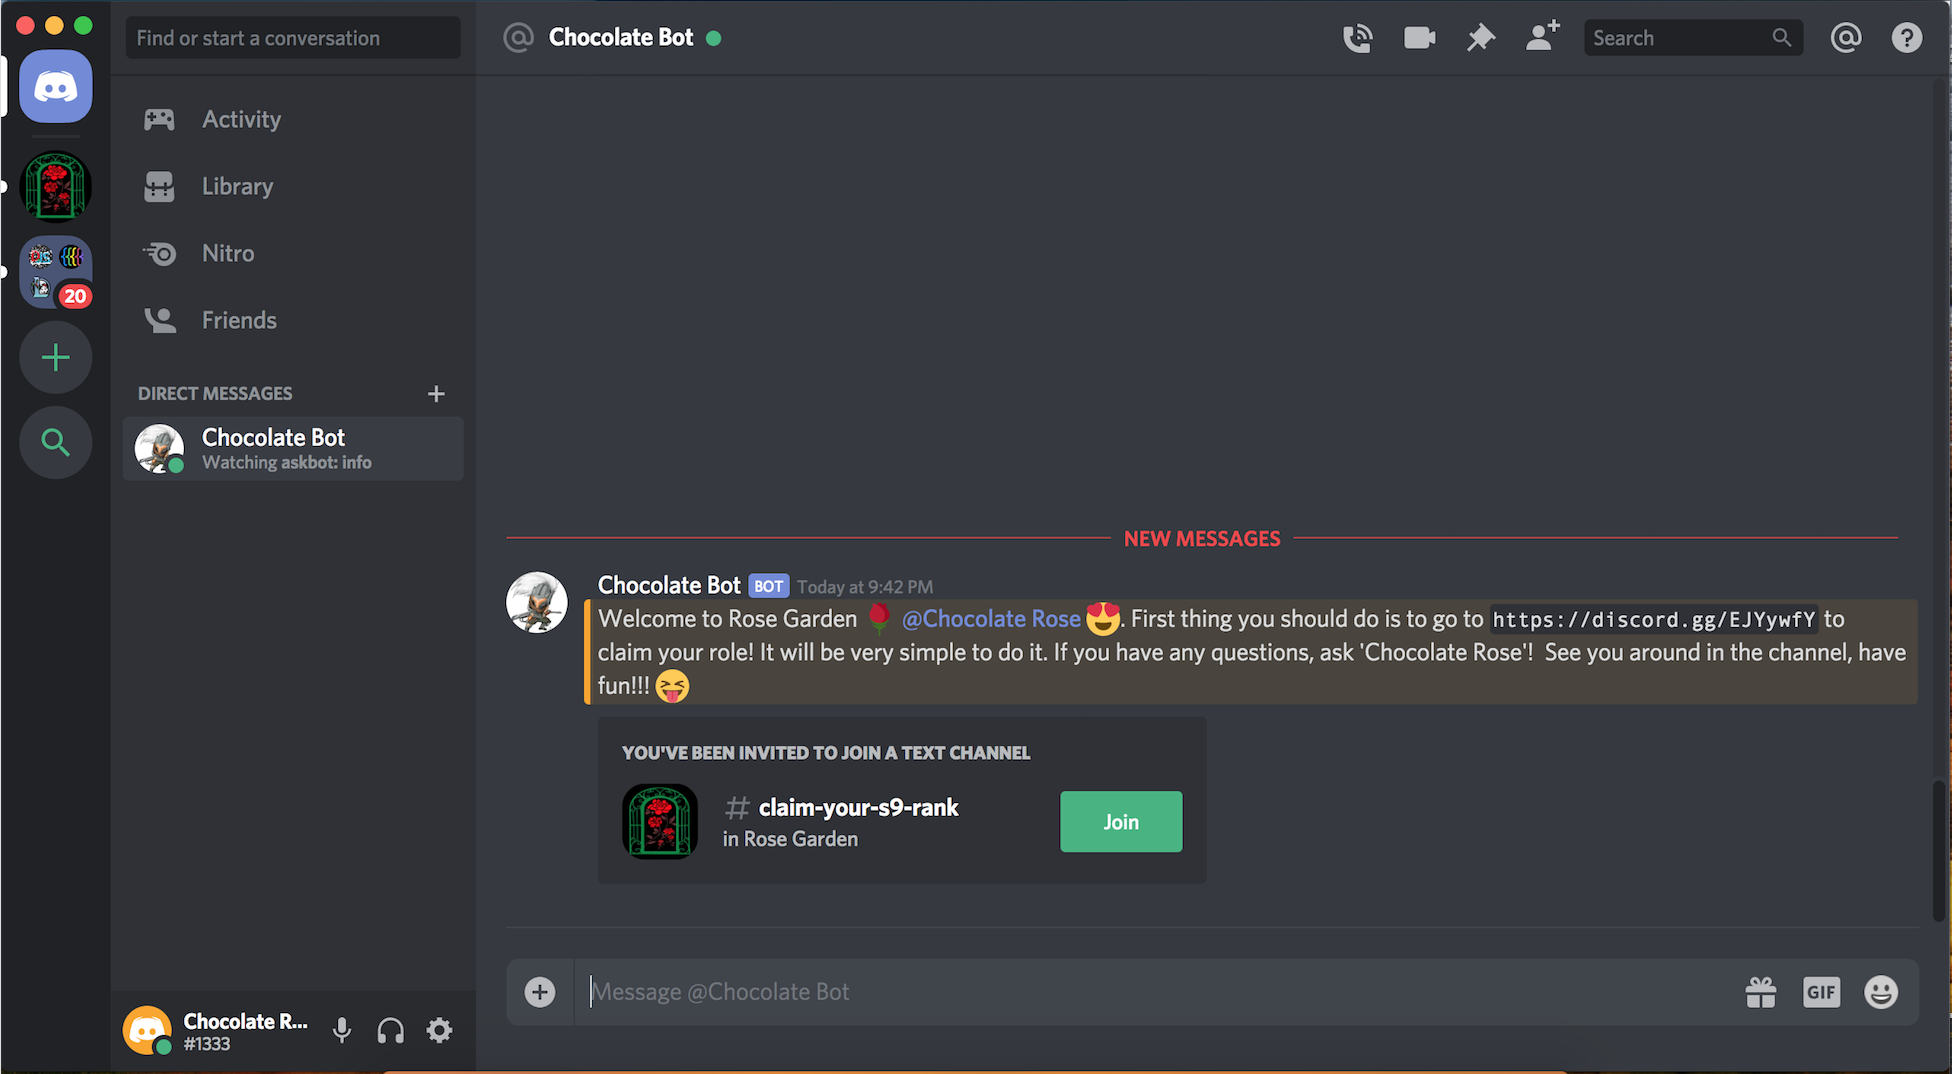 Find or start a conversation
Activity
Library
Nitro
Friends
DIRECT MESSAGES
Chocolate Bot
Watching askbot: info
20
Chocolate R...
#1333
Chocolate Bot
Search
NEW MESSAGES
Chocolate Bot BOT Today at 9:42 PM
Welcome to Rose Garden 🌹 @Chocolate Rose 😍. First thing you should do is to go to https://discord.gg/EJYywfY to
claim your role! It will be very simple to do it. If you have any questions, ask 'Chocolate Rose'! See you around in the channel, have
fun!!! 😝
YOU'VE BEEN INVITED TO JOIN A TEXT CHANNEL
# claim-your-s9-rank
in Rose Garden
Join
Message @Chocolate Bot
GIF